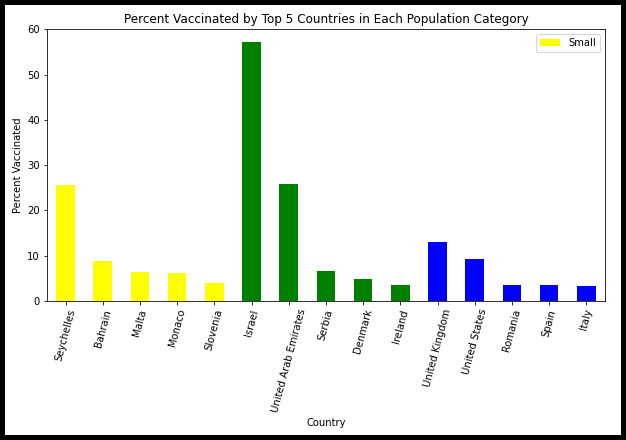 Percent Vaccinated by Top 5 Countries in Each Population Category
Small
Percent Vaccinated
60
50
40
30
20
10
0
Seychelles
Bahrain
Malta
Monaco
Slovenia
Israel
United Arab Emirates
Serbia
Denmark
Ireland
United Kingdom
United States
Romania
Spain
Italy
Country